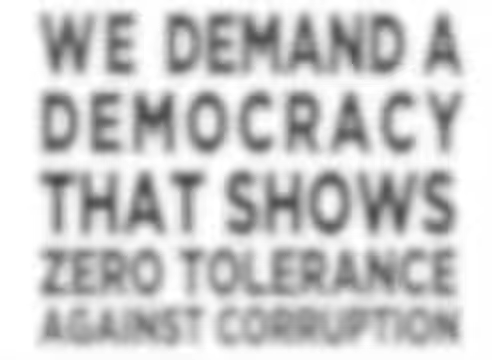 WE DEMAND A
DEMOCRACY
THAT SHOWS
ZERO TOLERANCE
AGAINST CORRUPTION